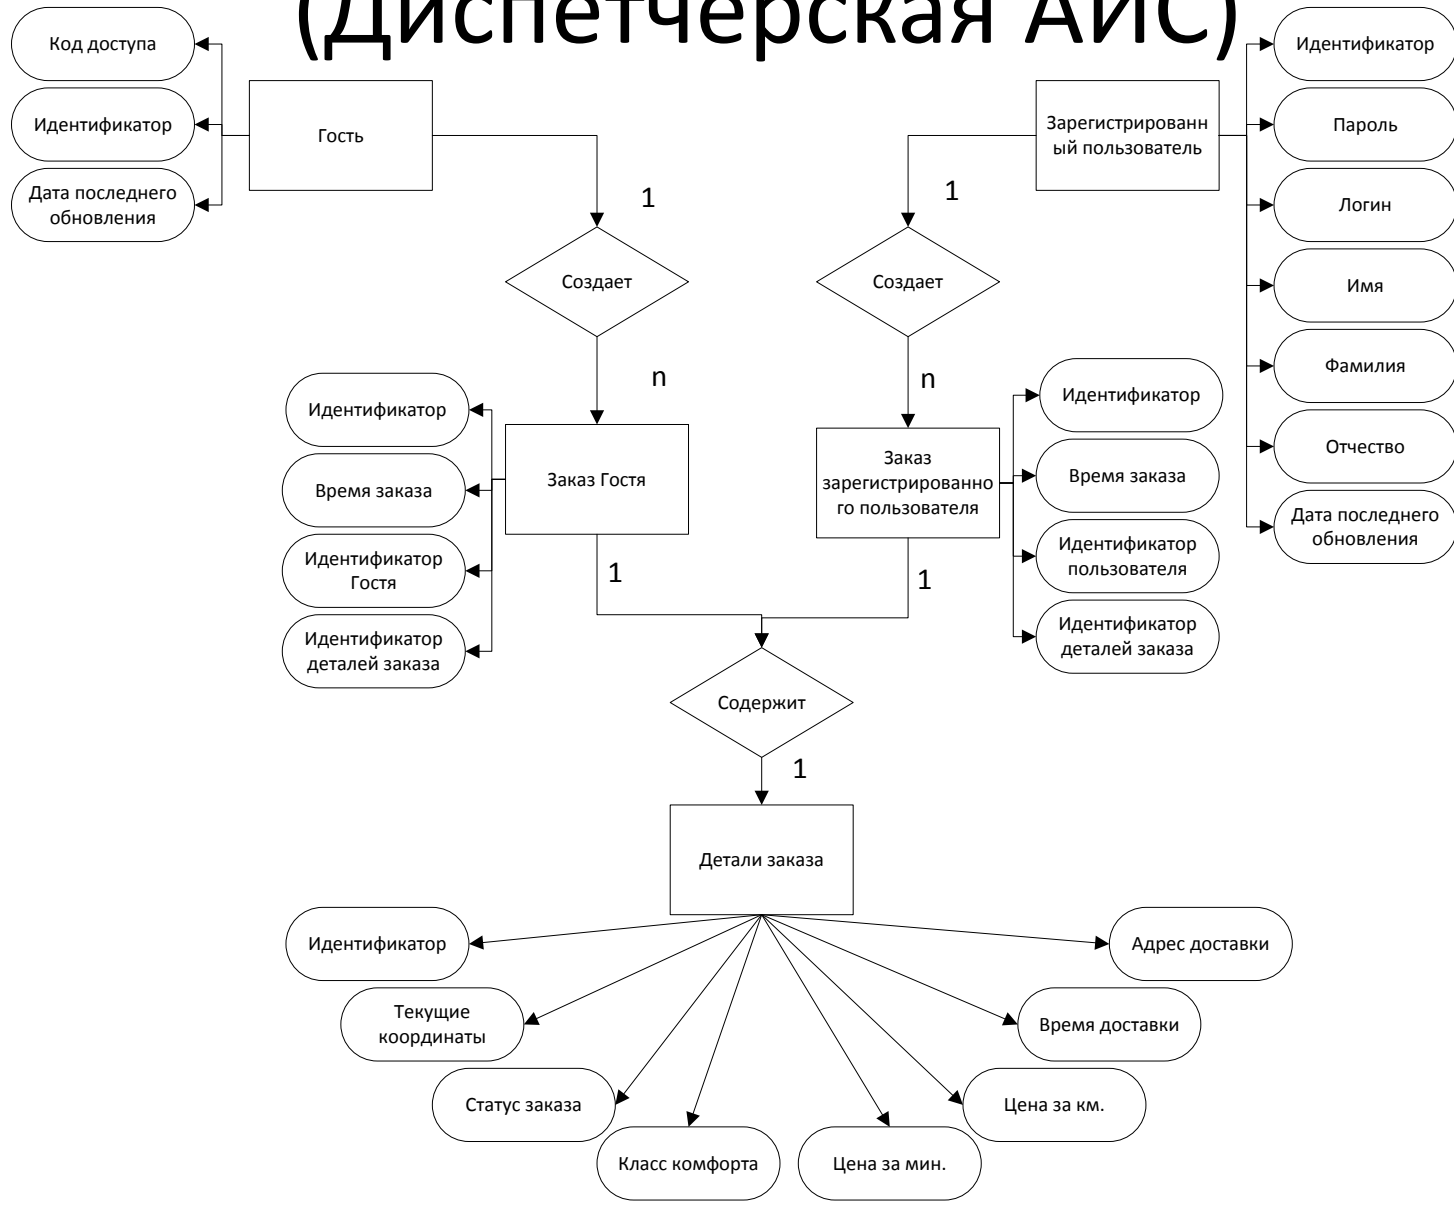 (Диспетчерская АИС)
Код доступа
Идентификатор
Дата последнего
обновления
Гость
Зарегистрированн
ый пользователь
Идентификатор
Пароль
Логин
Имя
Фамилия
Отчество
Дата последнего
обновления
1
1
Создает
Создает
n
n
Идентификатор
Время заказа
Идентификатор
Гостя
Идентификатор
деталей заказа
Заказ Гостя
Заказ
зарегистрированно
го пользователя
Идентификатор
Время заказа
Идентификатор
пользователя
Идентификатор
деталей заказа
1
1
Содержит
1
Детали заказа
Идентификатор
Текущие
координаты
Статус заказа
Класс комфорта
Цена за мин.
Цена за км.
Время доставки
Адрес доставки